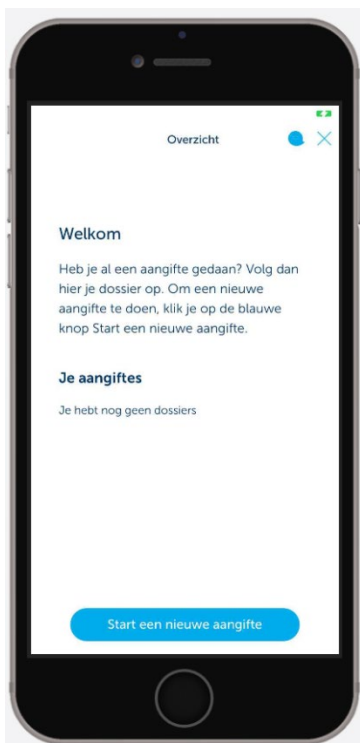 Overzicht
Welkom
Heb je al een aangifte gedaan? Volg dan
hier je dossier op. Om een nieuwe
aangifte te doen, klik je op de blauwe
knop Start een nieuwe aangifte.
Je aangiftes
Je hebt nog geen dossiers
Start een nieuwe aangifte